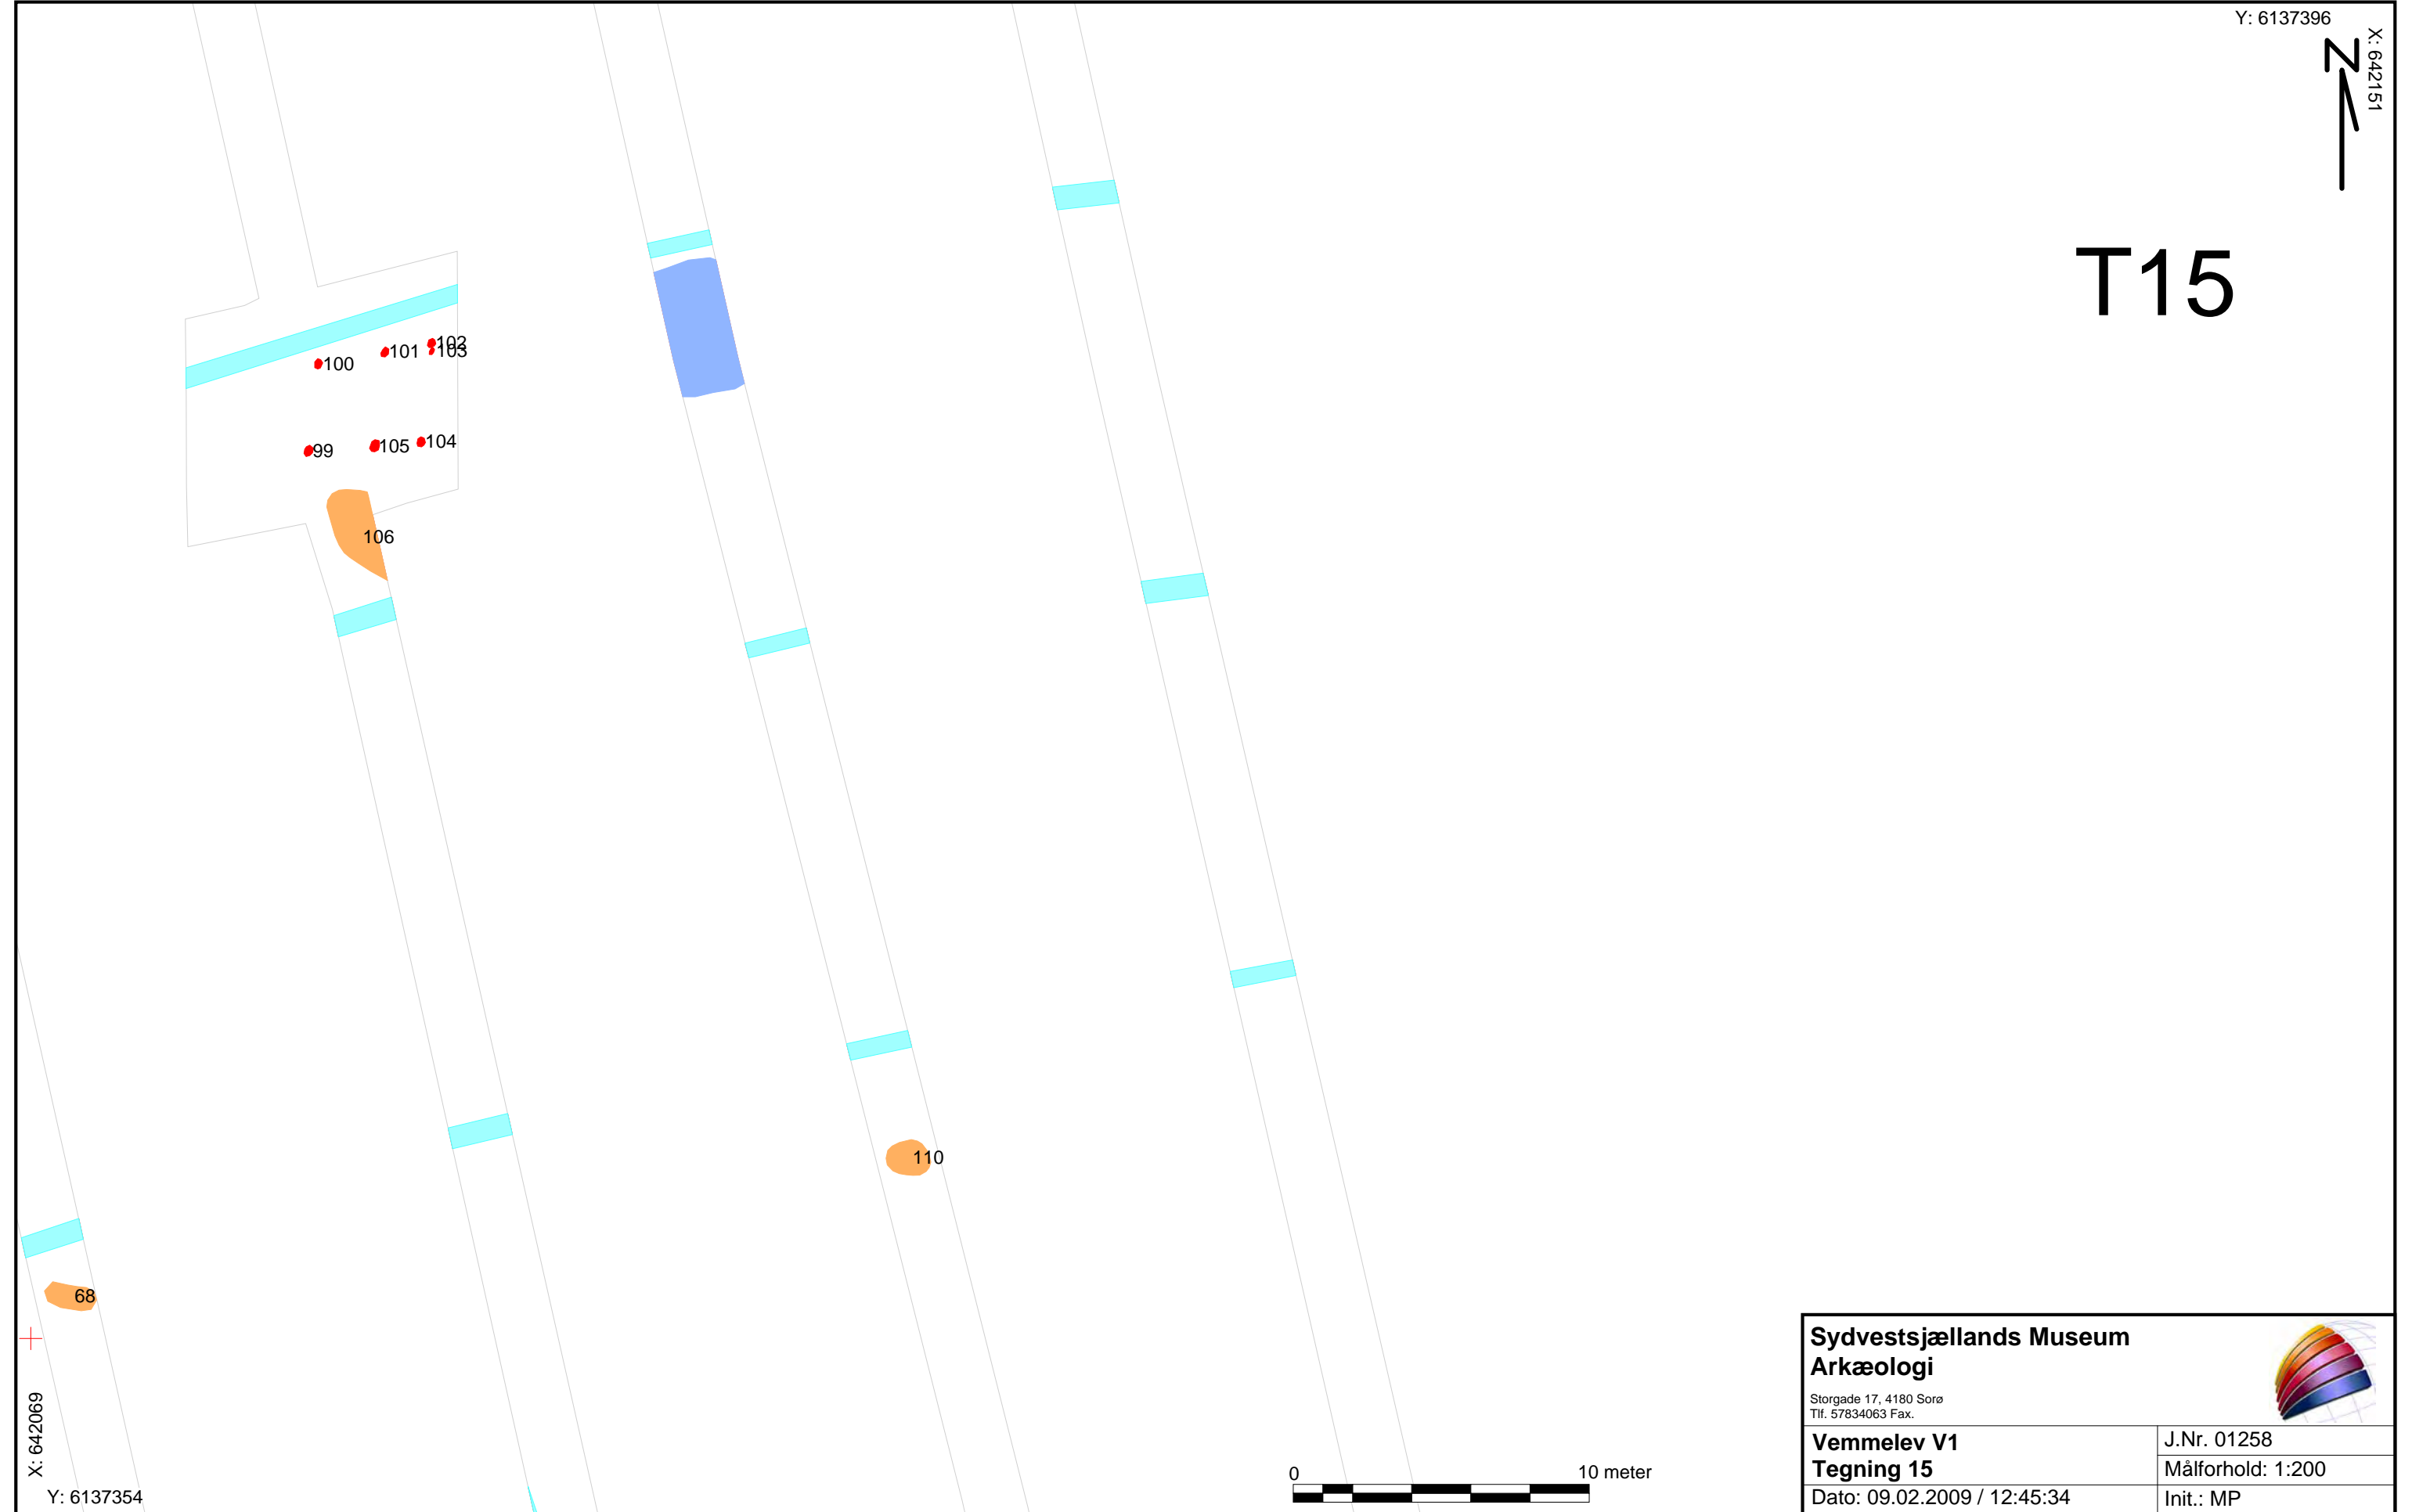 Y: 6137396
X: 642151
N
T15
102
103
101
100
104
105
99
106
110
68
X: 642069
Y: 6137354
0
10 meter
Sydvestsjællands Museum
Arkæologi
Storgade 17, 4180 Sorø
Tlf. 57834063 Fax.
Vemmelev V1
Tegning 15
J.Nr. 01258
Målforhold: 1:200
Dato: 09.02.2009 / 12:45:34
Init.: MP